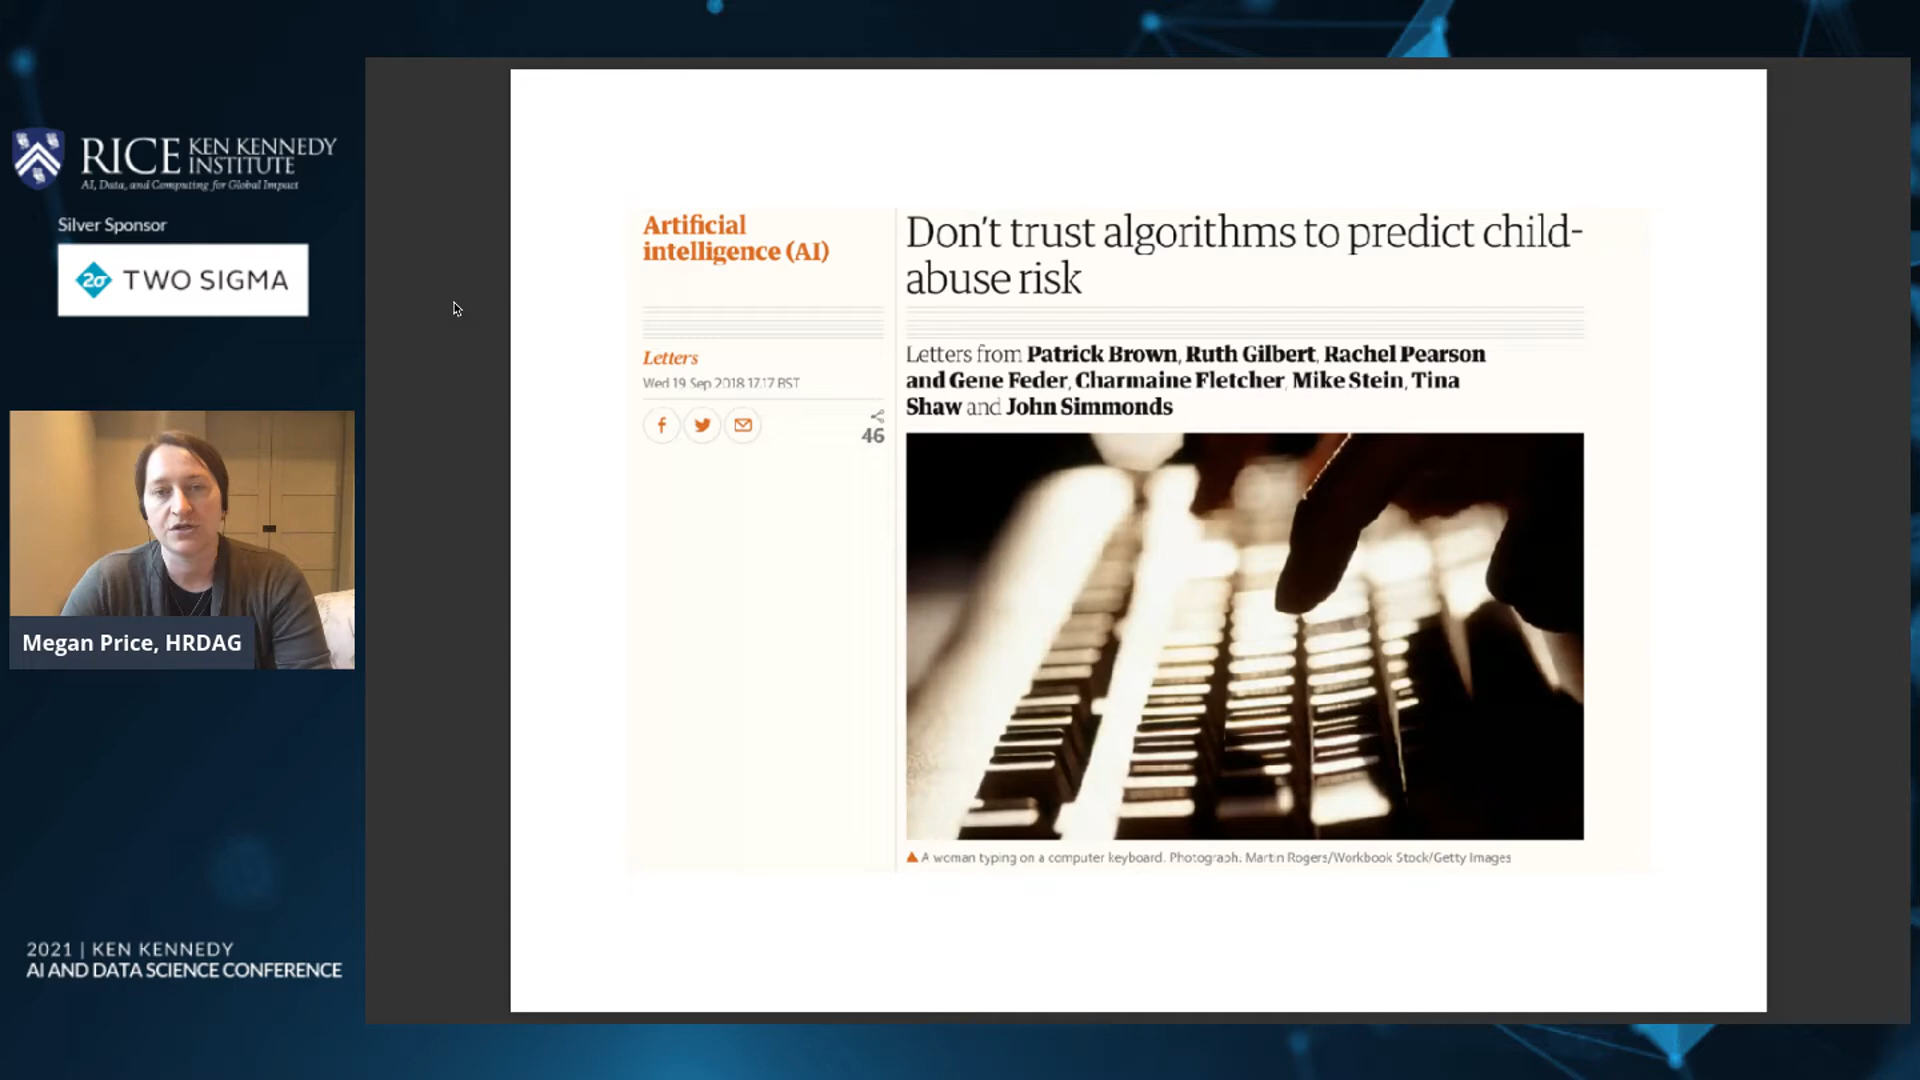 RICE KEN KENNEDY
INSTITUTE
AI, Data, and Computing for Global Impact
Silver Sponsor
2σ TWO SIGMA
Megan Price, HRDAG
2021 | KEN KENNEDY
AI AND DATA SCIENCE CONFERENCE
Artificial
intelligence (AI)
Letters
Wed 19 Sep 2018 17.17 BST
46
Don't trust algorithms to predict child-
abuse risk
Letters from Patrick Brown, Ruth Gilbert, Rachel Pearson
and Gene Feder, Charmaine Fletcher, Mike Stein, Tina
Shaw and John Simmonds
A woman typing on a computer keyboard. Photograph: Martin Rogers/Workbook Stock/Getty Images